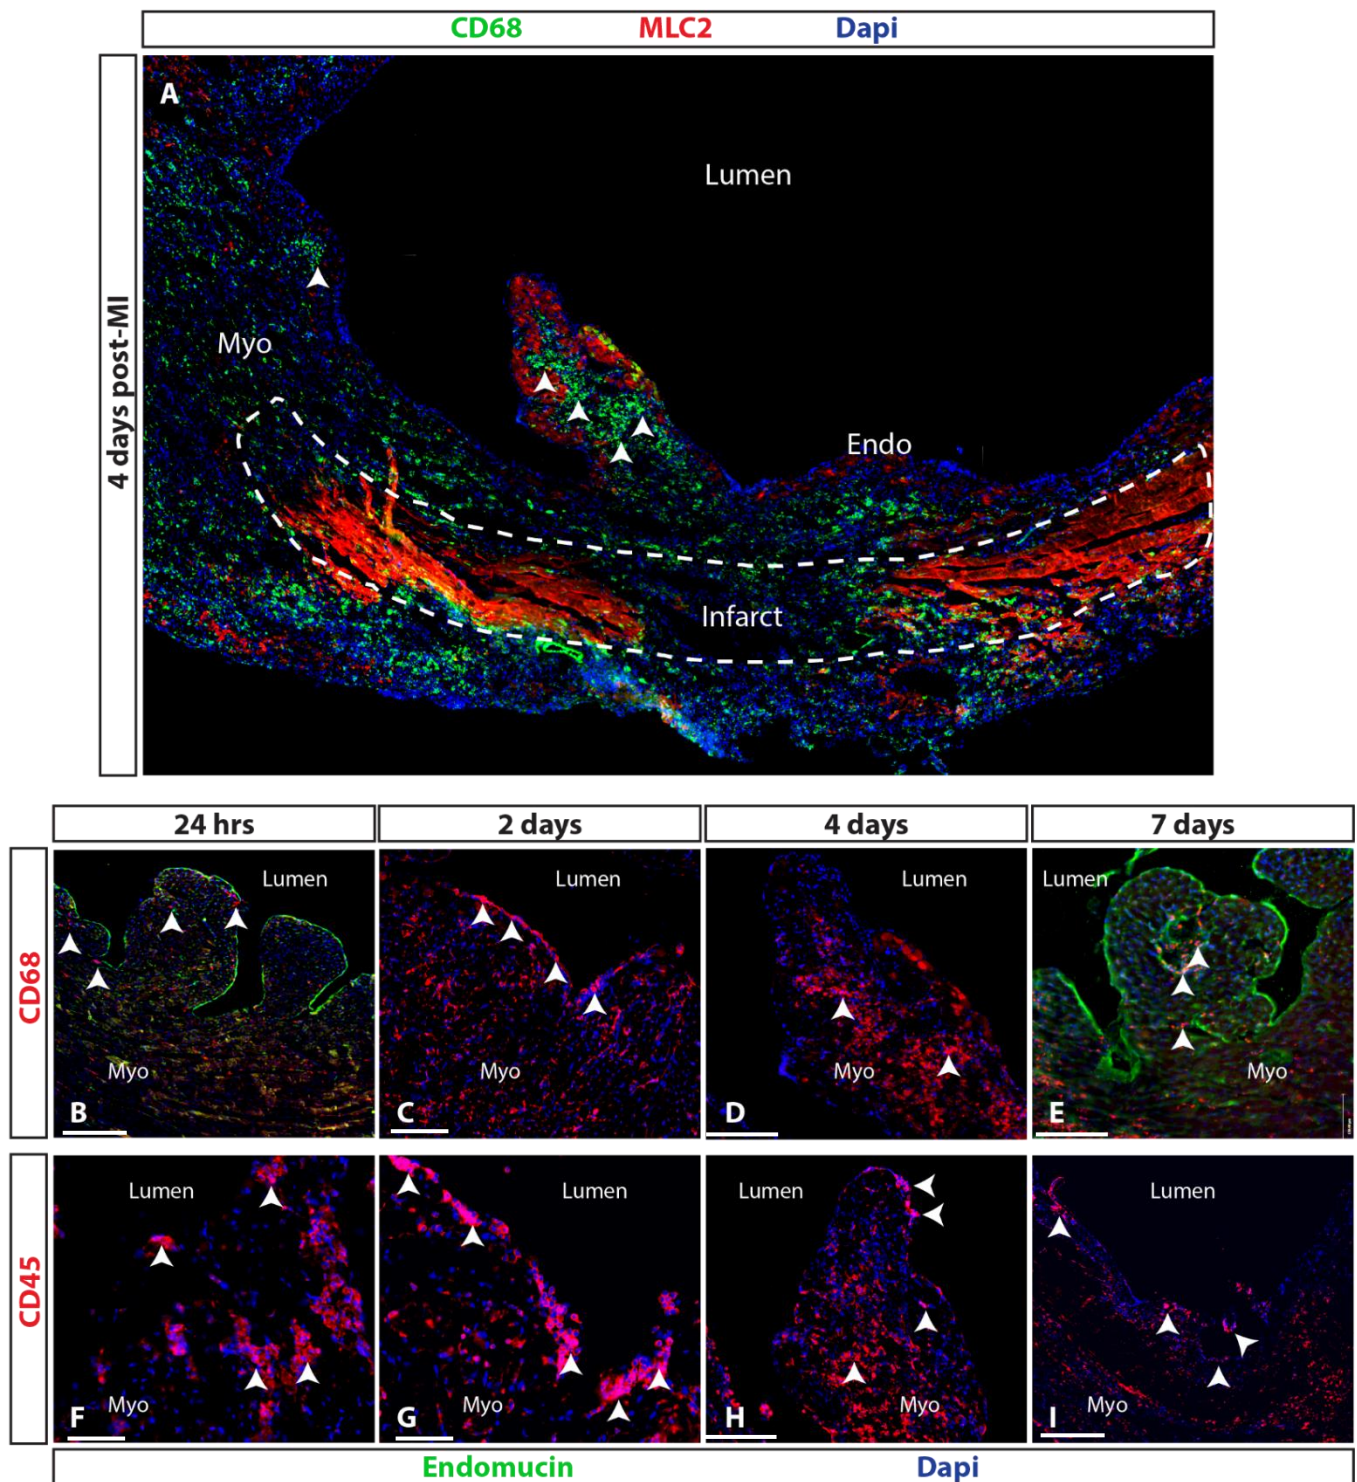 CD68 MLC2 Dapi
4 days post-MI
A
Lumen
Myo
Endo
Infarct
24 hrs 2 days 4 days 7 days
CD68
Lumen Lumen Lumen Lumen
Myo Myo Myo Myo
B C D E
CD45
Lumen Lumen Lumen Lumen
Myo Myo Myo Myo
F G H I
Endomucin Dapi